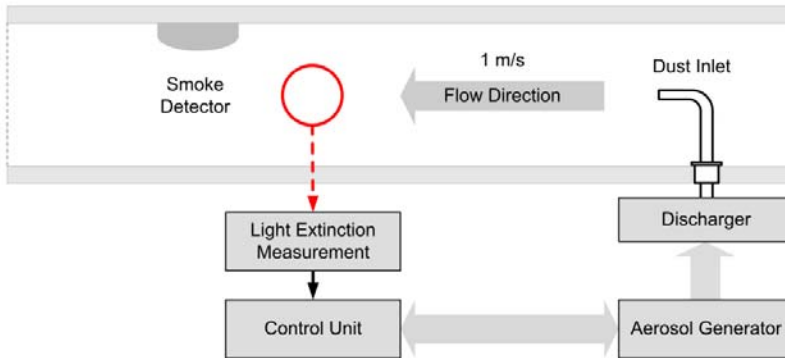 1 m/s
Dust Inlet
Smoke
Detector
Flow Direction
Light Extinction
Measurement
Discharger
Control Unit
Aerosol Generator